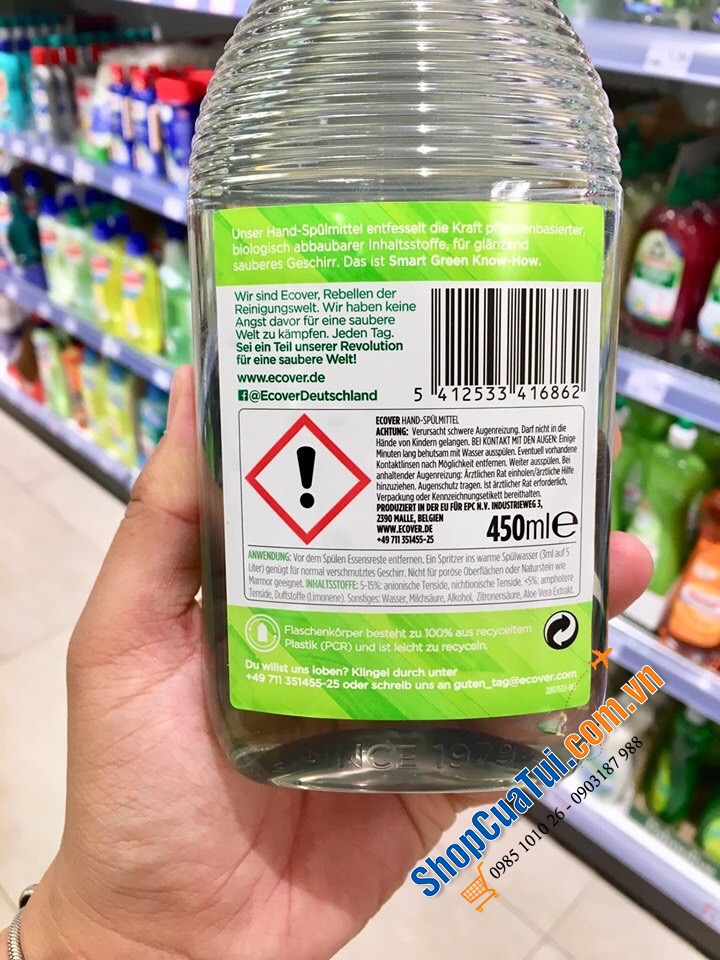 Unser Hand-Spülmittel entfesselt die Kraft pflanzenbasierter,
biologisch abbaubarer Inhaltsstoffe, für glänzend
sauberes Geschirr. Das ist Smart Green Know-How.
Wir sind Ecover, Rebellen der
Reinigungswelt. Wir haben keine
Angst davor für eine saubere
Welt zu kämpfen. Jeden Tag.
Sei ein Teil unserer Revolution
für eine saubere Welt!
www.ecover.de
@EcoverDeutschland
5 412533 416862
ECOVER HAND-SPÜLMITTEL
ACHTUNG: Verursacht schwere Augenreizung. Darf nicht in die
Hände von Kindern gelangen. BEI KONTAKT MIT DEN AUGEN: Einige
Minuten lang behutsam mit Wasser ausspülen. Eventuell vorhandene
Kontaktlinsen nach Möglichkeit entfernen. Weiter ausspülen. Bei
anhaltender Augenreizung: Ärztlichen Rat einholen/ärztliche Hilfe
hinzuziehen. Augenschutz tragen. Ist ärztlicher Rat erforderlich,
Verpackung oder Kennzeichnungsetikett bereithalten.
PRODUZIERT IN DER EU FÜR EPC N.V. INDUSTRIEWEG 3,
2390 MALLE, BELGIEN
WWW.ECOVER.DE
+49 711 351455-25
450ml e
ANWENDUNG: Vor dem Spülen Essensreste entfernen. Ein Spritzer ins warme Spülwasser (3ml auf 5
Liter) genügt für normal verschmutztes Geschirr. Nicht für poröse Oberflächen oder Naturstein wie
Marmor geeignet. INHALTSSTOFFE: 5-15%: anionische Tenside, nichtionische Tenside. <5%: amphotere
Tenside, Duftstoffe (Limonene). Sonstiges: Wasser, Milchsäure, Alkohol, Zitronensäure, Aloe Vera Extrakt.
Flaschenkörper besteht zu 100% aus recyceltem
Plastik (PCR) und ist leicht zu recyceln.
Du willst uns loben? Klingel durch unter
+49 711 351455-25 oder schreib uns an guten_tag@ecover.com
SINCE 1979
ShopCuaTui.com.vn
0985 1010 26 - 0903187 988